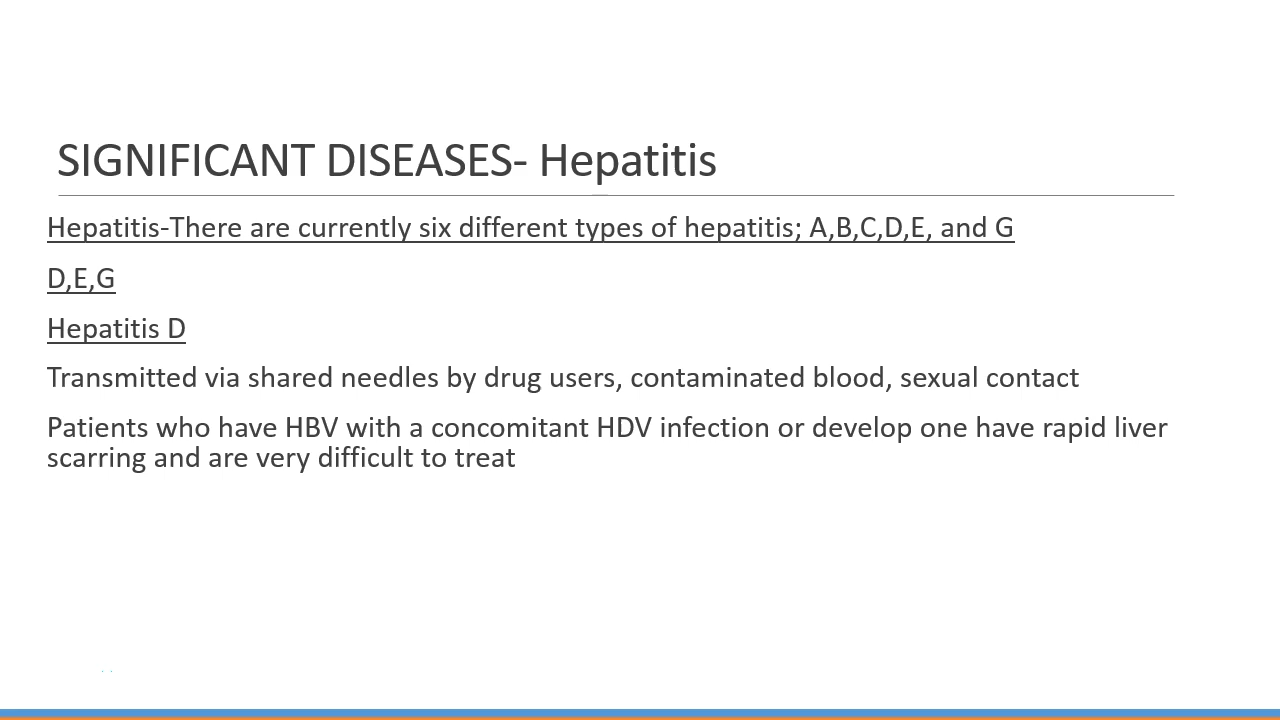 SIGNIFICANT DISEASES- Hepatitis
Hepatitis-There are currently six different types of hepatitis; A,B,C,D,E, and G
D,E,G
Hepatitis D
Transmitted via shared needles by drug users, contaminated blood, sexual contact
Patients who have HBV with a concomitant HDV infection or develop one have rapid liver
scarring and are very difficult to treat